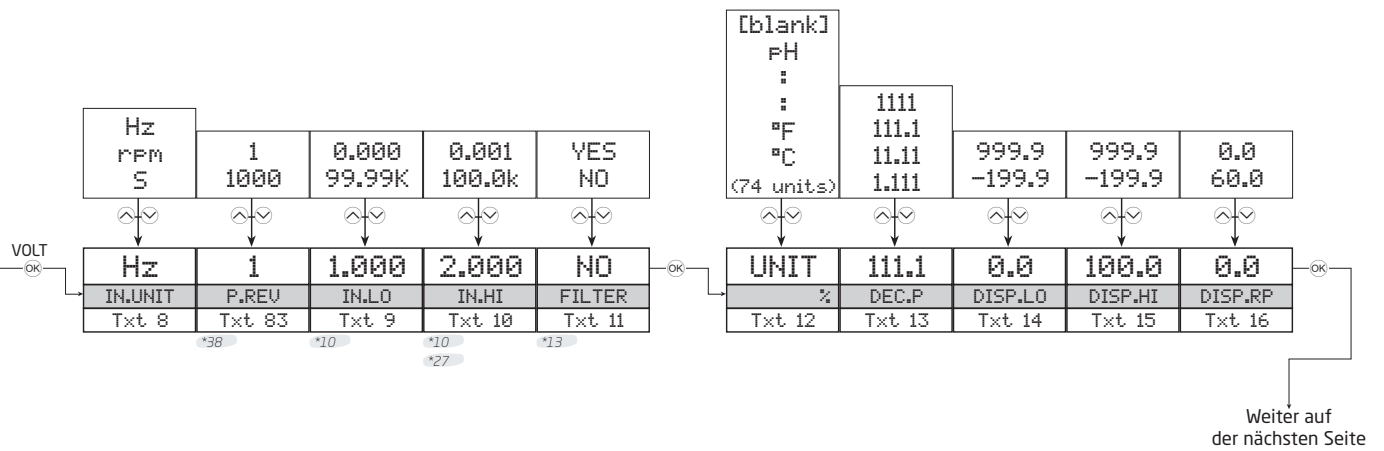 VOLT
OK
Hz
rpm
S
1
1000
0.000
99.99K
0.001
100.0k
YES
NO
Hz
1
1.000
2.000
NO
IN.UNIT
P.REV
IN.LO
IN.HI
FILTER
Txt 8
Txt 83
Txt 9
Txt 10
Txt 11
*38
*10
*10
*13
*27
OK
[blank]
pH
:
:
°F
°C
(74 units)
1111
111.1
11.11
1.111
999.9
-199.9
999.9
-199.9
0.0
60.0
UNIT
111.1
0.0
100.0
0.0
%
DEC.P
DISP.LO
DISP.HI
DISP.RP
Txt 12
Txt 13
Txt 14
Txt 15
Txt 16
OK
Weiter auf
der nächsten Seite